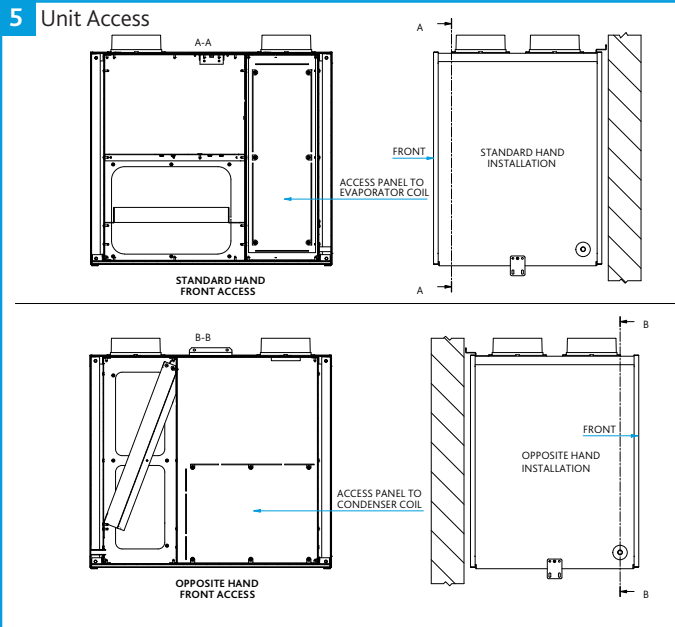 5 Unit Access
A-A
A
FRONT
STANDARD HAND
INSTALLATION
ACCESS PANEL TO
EVAPORATOR COIL
STANDARD HAND
FRONT ACCESS
A
B-B
B
FRONT
OPPOSITE HAND
INSTALLATION
ACCESS PANEL TO
CONDENSER COIL
OPPOSITE HAND
FRONT ACCESS
B